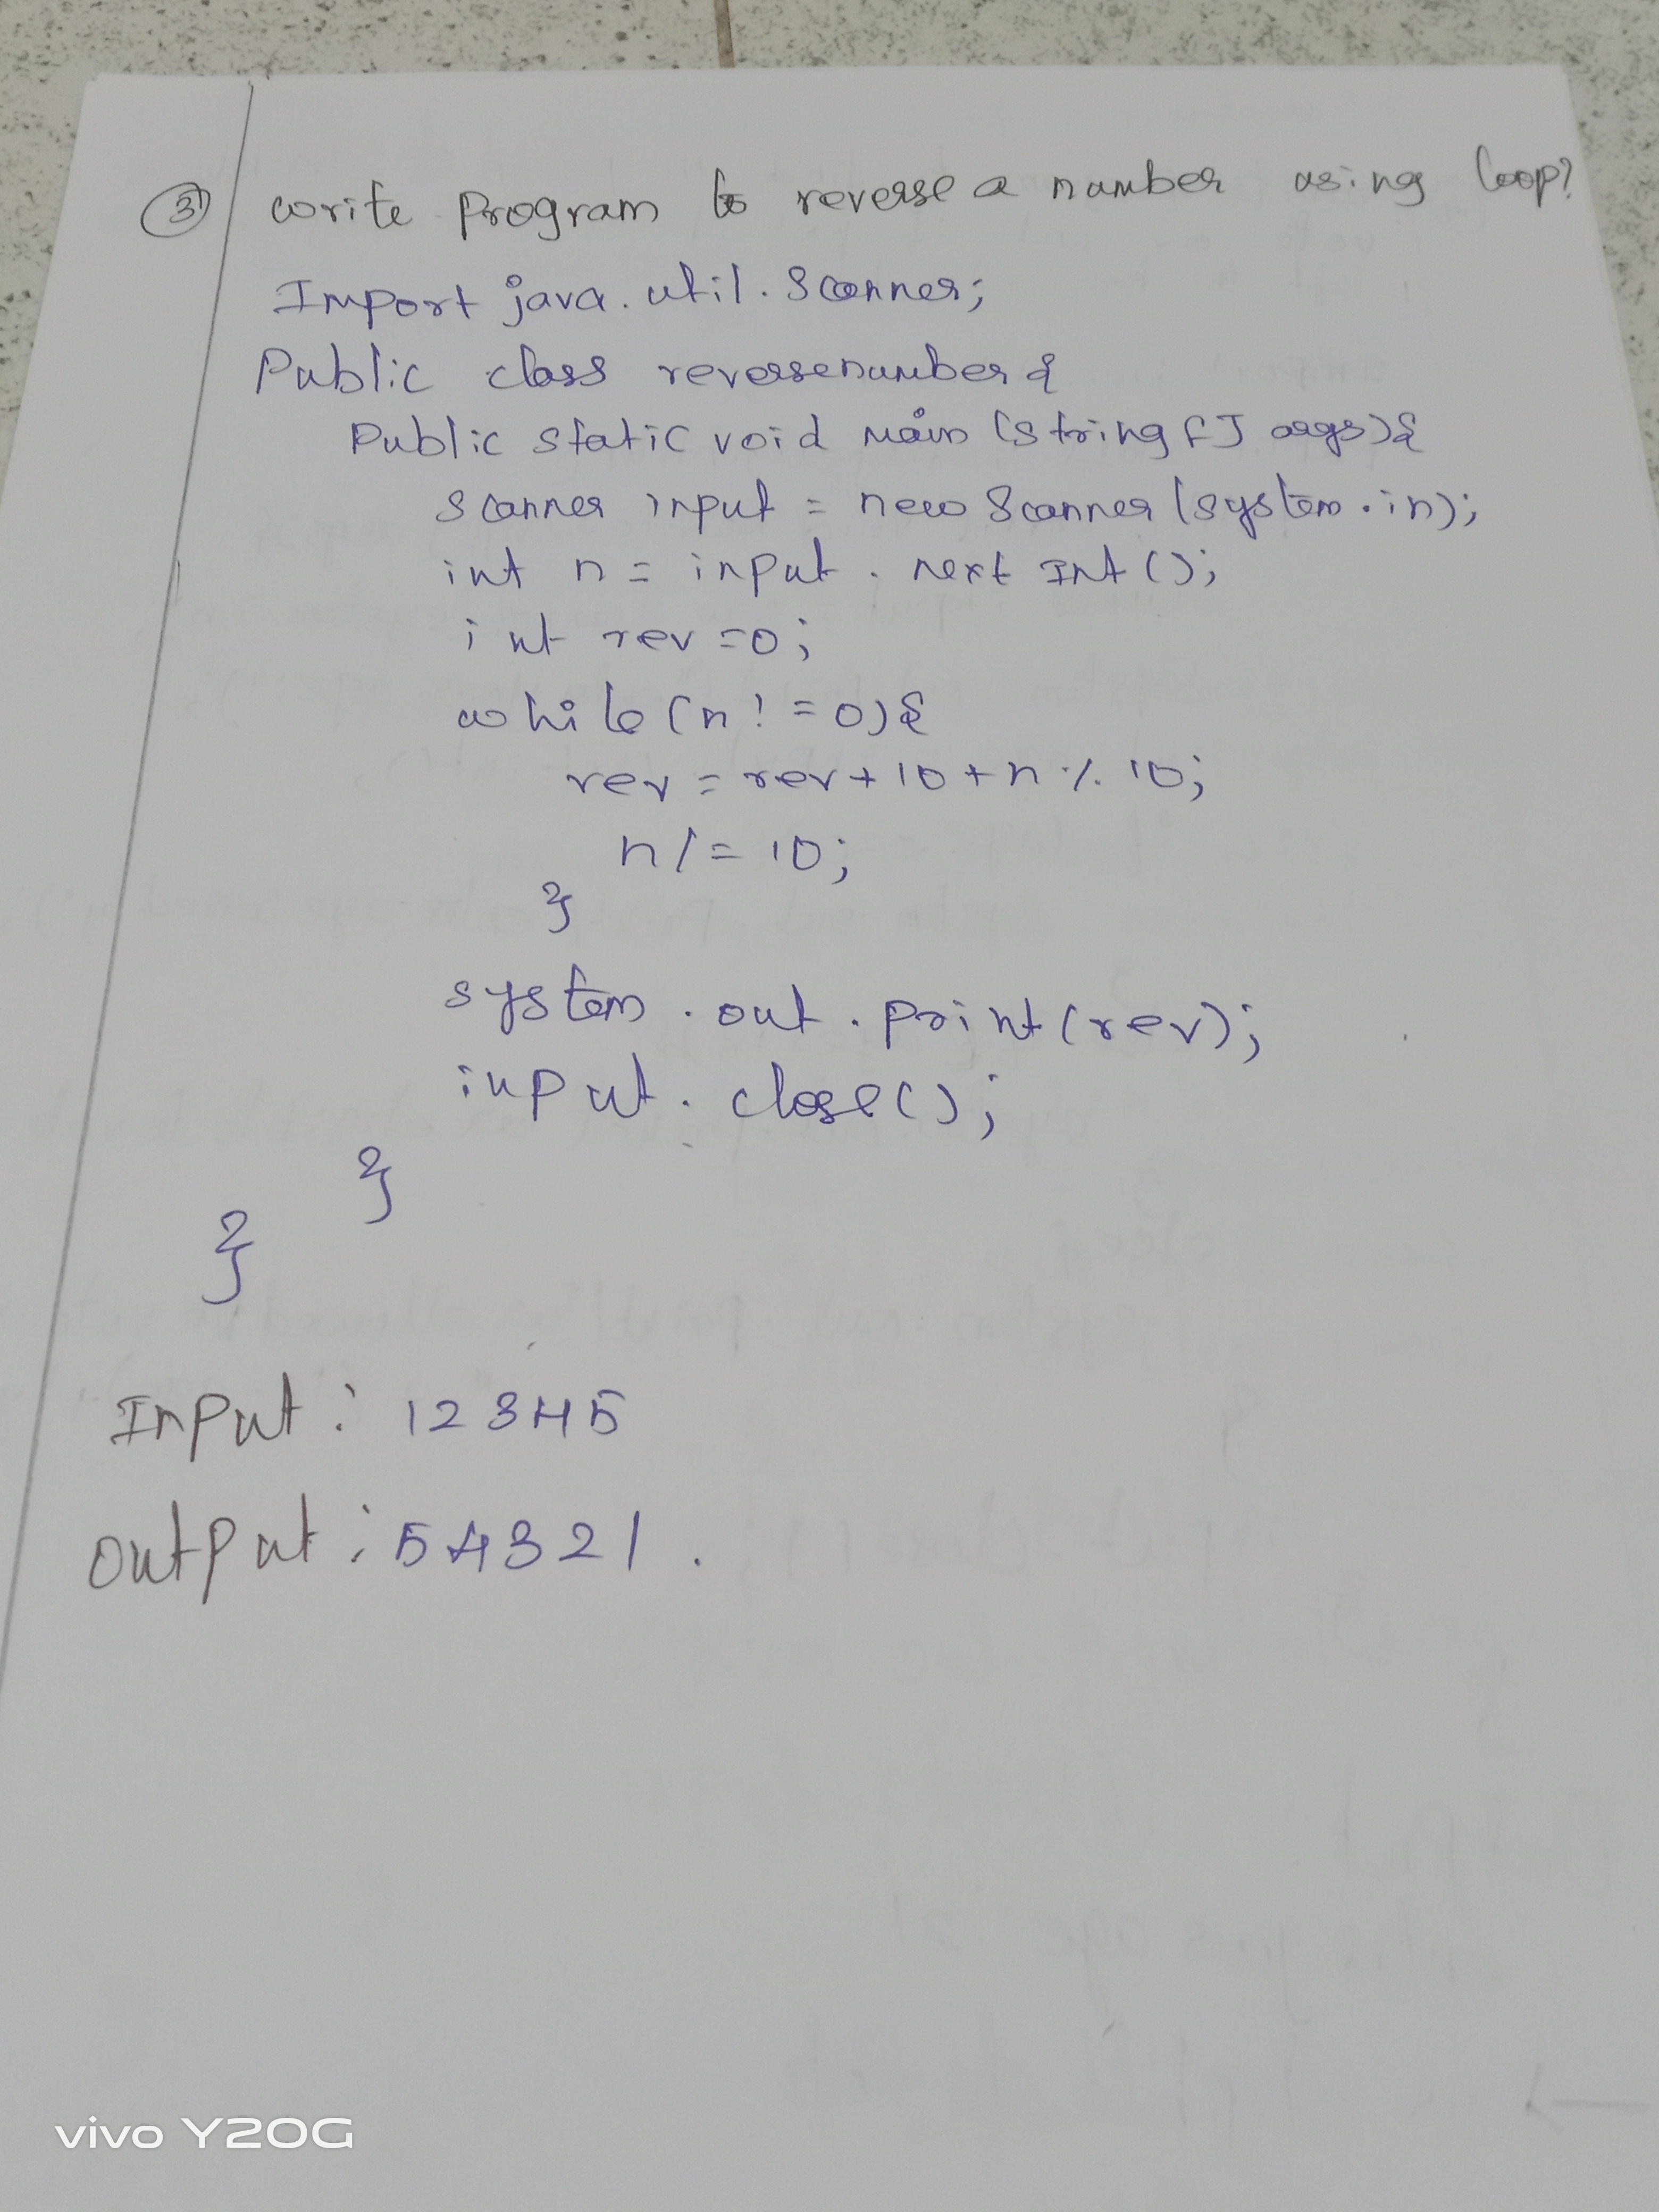 3) write program to reverse a number using loop?
Import java.util.Scanner;
Public class reversenumber {
Public static void main (string [] args) {
scanner input = new Scanner (system.in);
int n = input . next Int ();
int rev =0;
while (n ! = 0) {
rev = rev + 10 + n % 10;
n / = 10;
}
system . out . print (rev);
input . close ();
}
}
Input : 12345
output : 54321 .
vivo Y20G